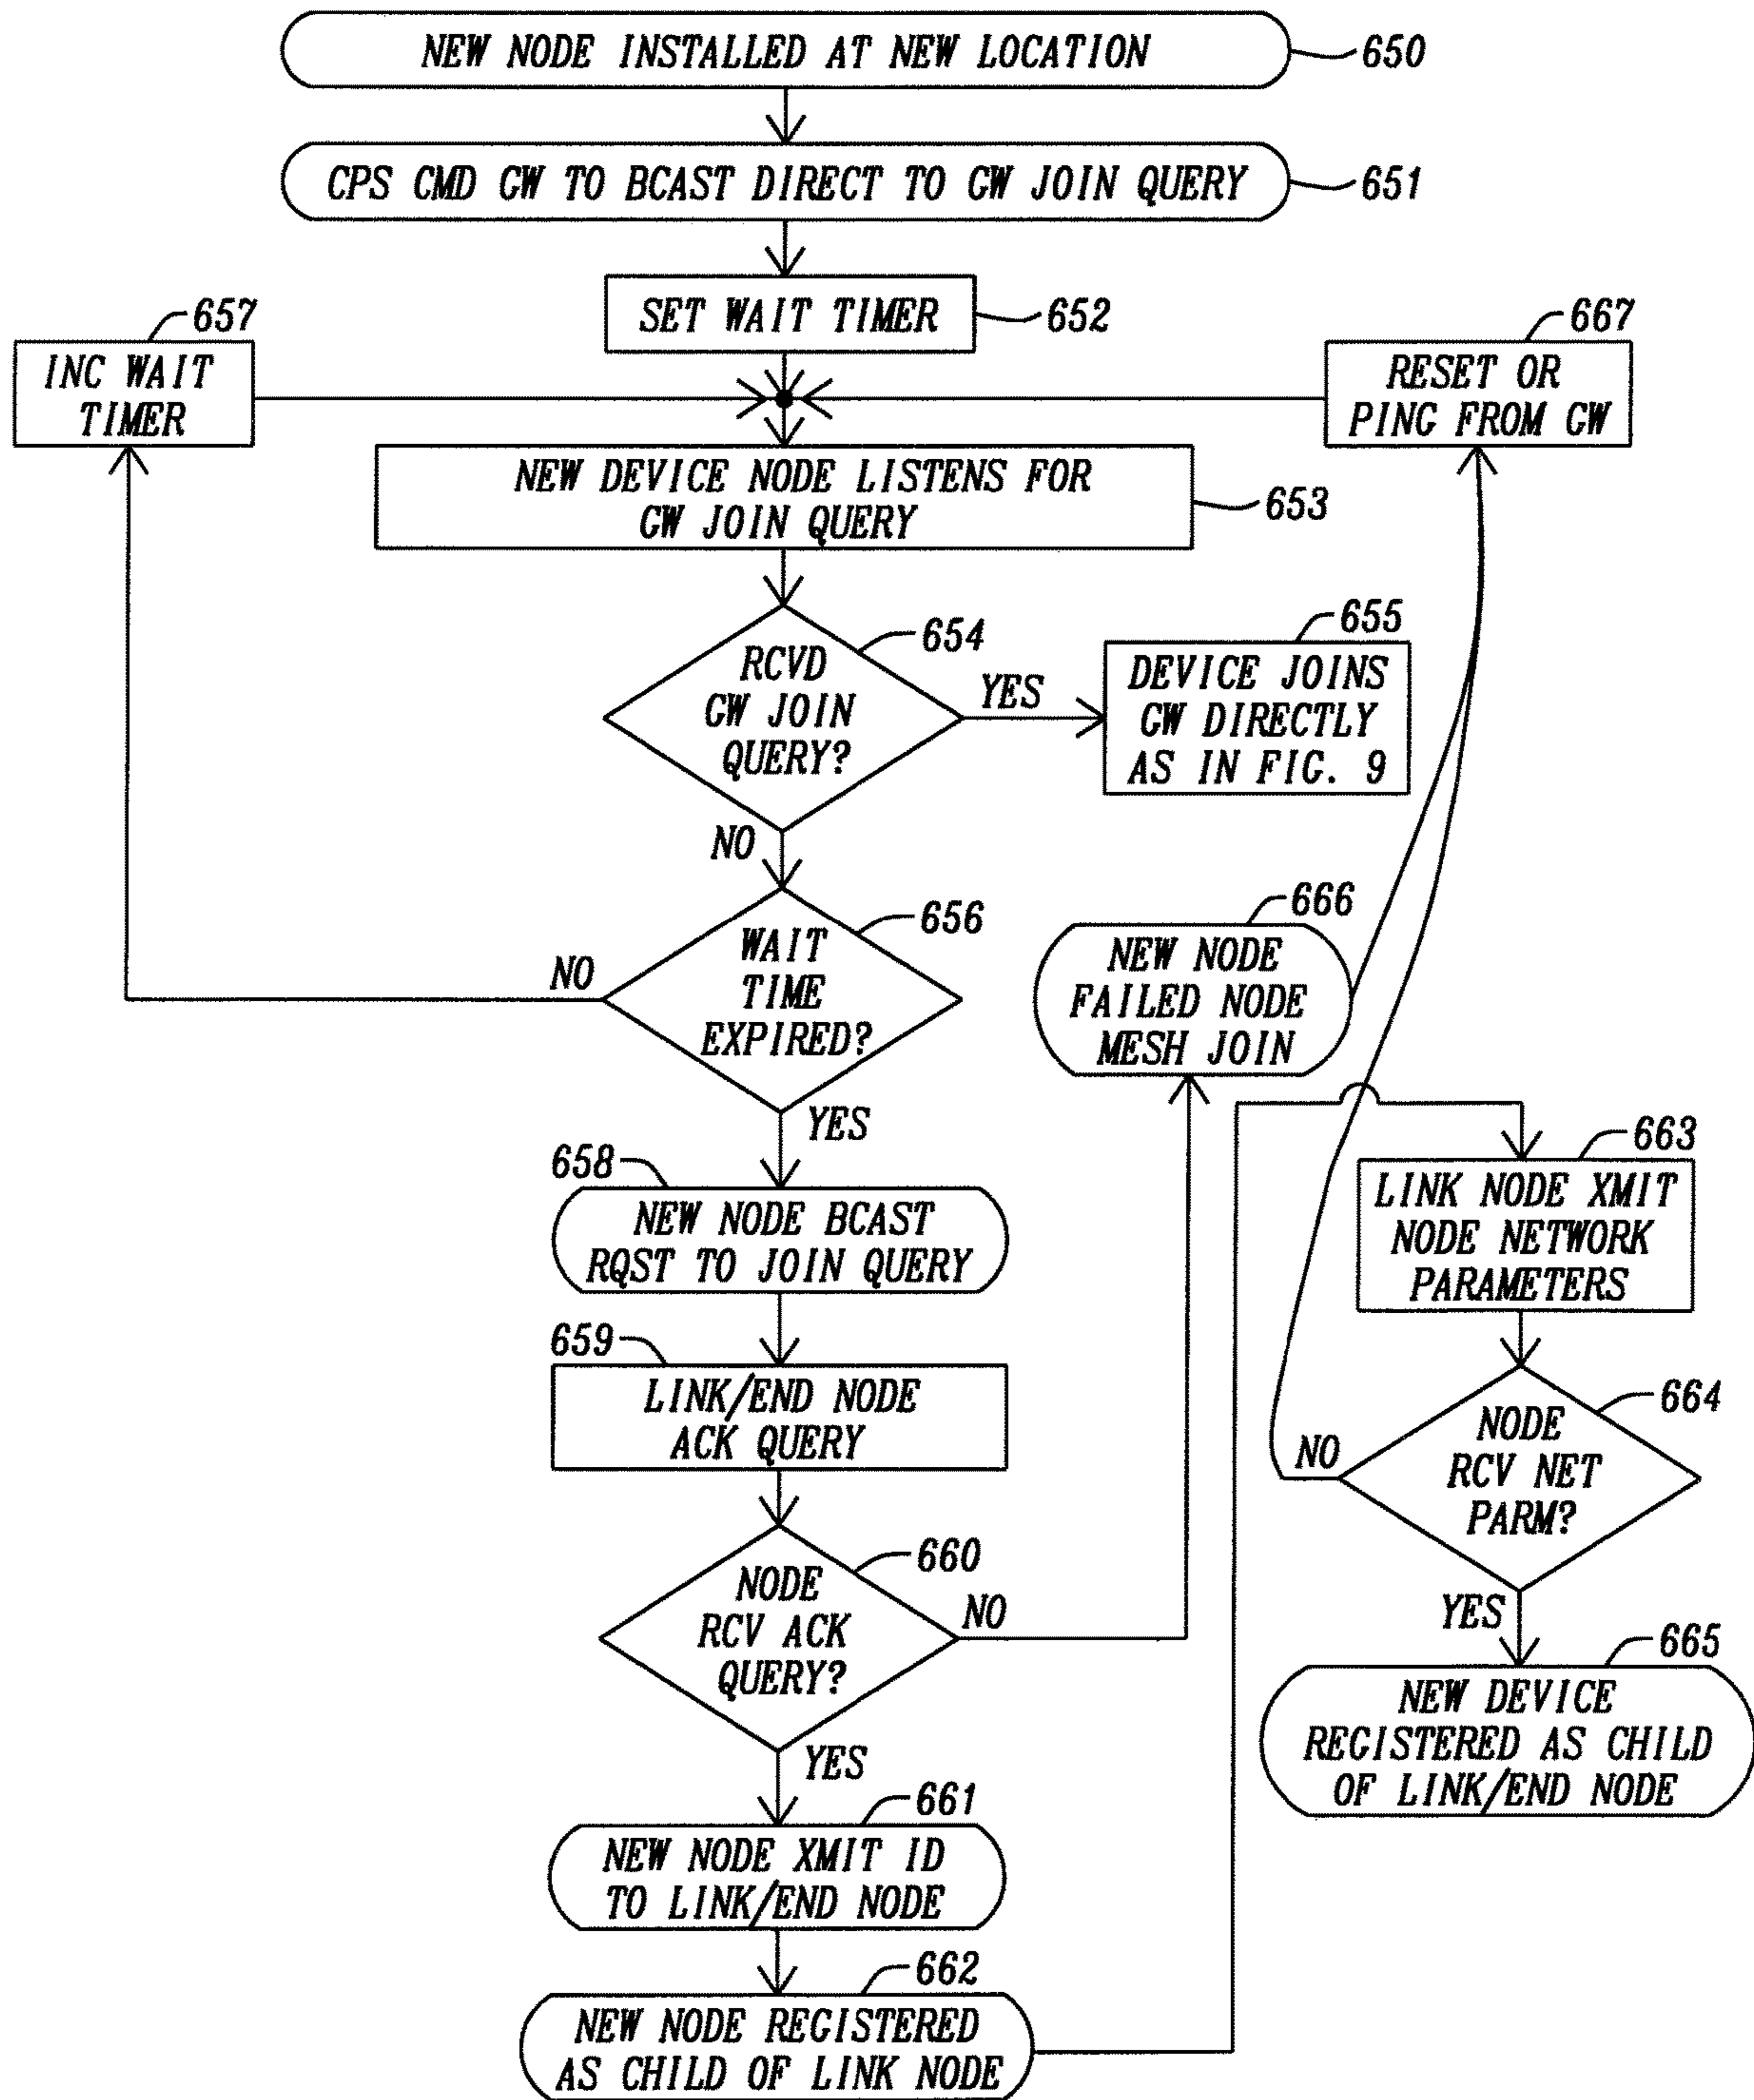 NEW NODE INSTALLED AT NEW LOCATION
650
CPS CMD GW TO BCAST DIRECT TO GW JOIN QUERY
651
SET WAIT TIMER
652
657
INC WAIT
TIMER
667
RESET OR
PING FROM GW
NEW DEVICE NODE LISTENS FOR
GW JOIN QUERY
653
654
RCVD
GW JOIN
QUERY?
YES
655
DEVICE JOINS
GW DIRECTLY
AS IN FIG. 9
NO
656
WAIT
TIME
EXPIRED?
NO
YES
666
NEW NODE
FAILED NODE
MESH JOIN
658
NEW NODE BCAST
RQST TO JOIN QUERY
659
LINK/END NODE
ACK QUERY
660
NODE
RCV ACK
QUERY?
NO
YES
661
NEW NODE XMIT ID
TO LINK/END NODE
662
NEW NODE REGISTERED
AS CHILD OF LINK NODE
663
LINK NODE XMIT
NODE NETWORK
PARAMETERS
664
NODE
RCV NET
PARM?
NO
YES
665
NEW DEVICE
REGISTERED AS CHILD
OF LINK/END NODE